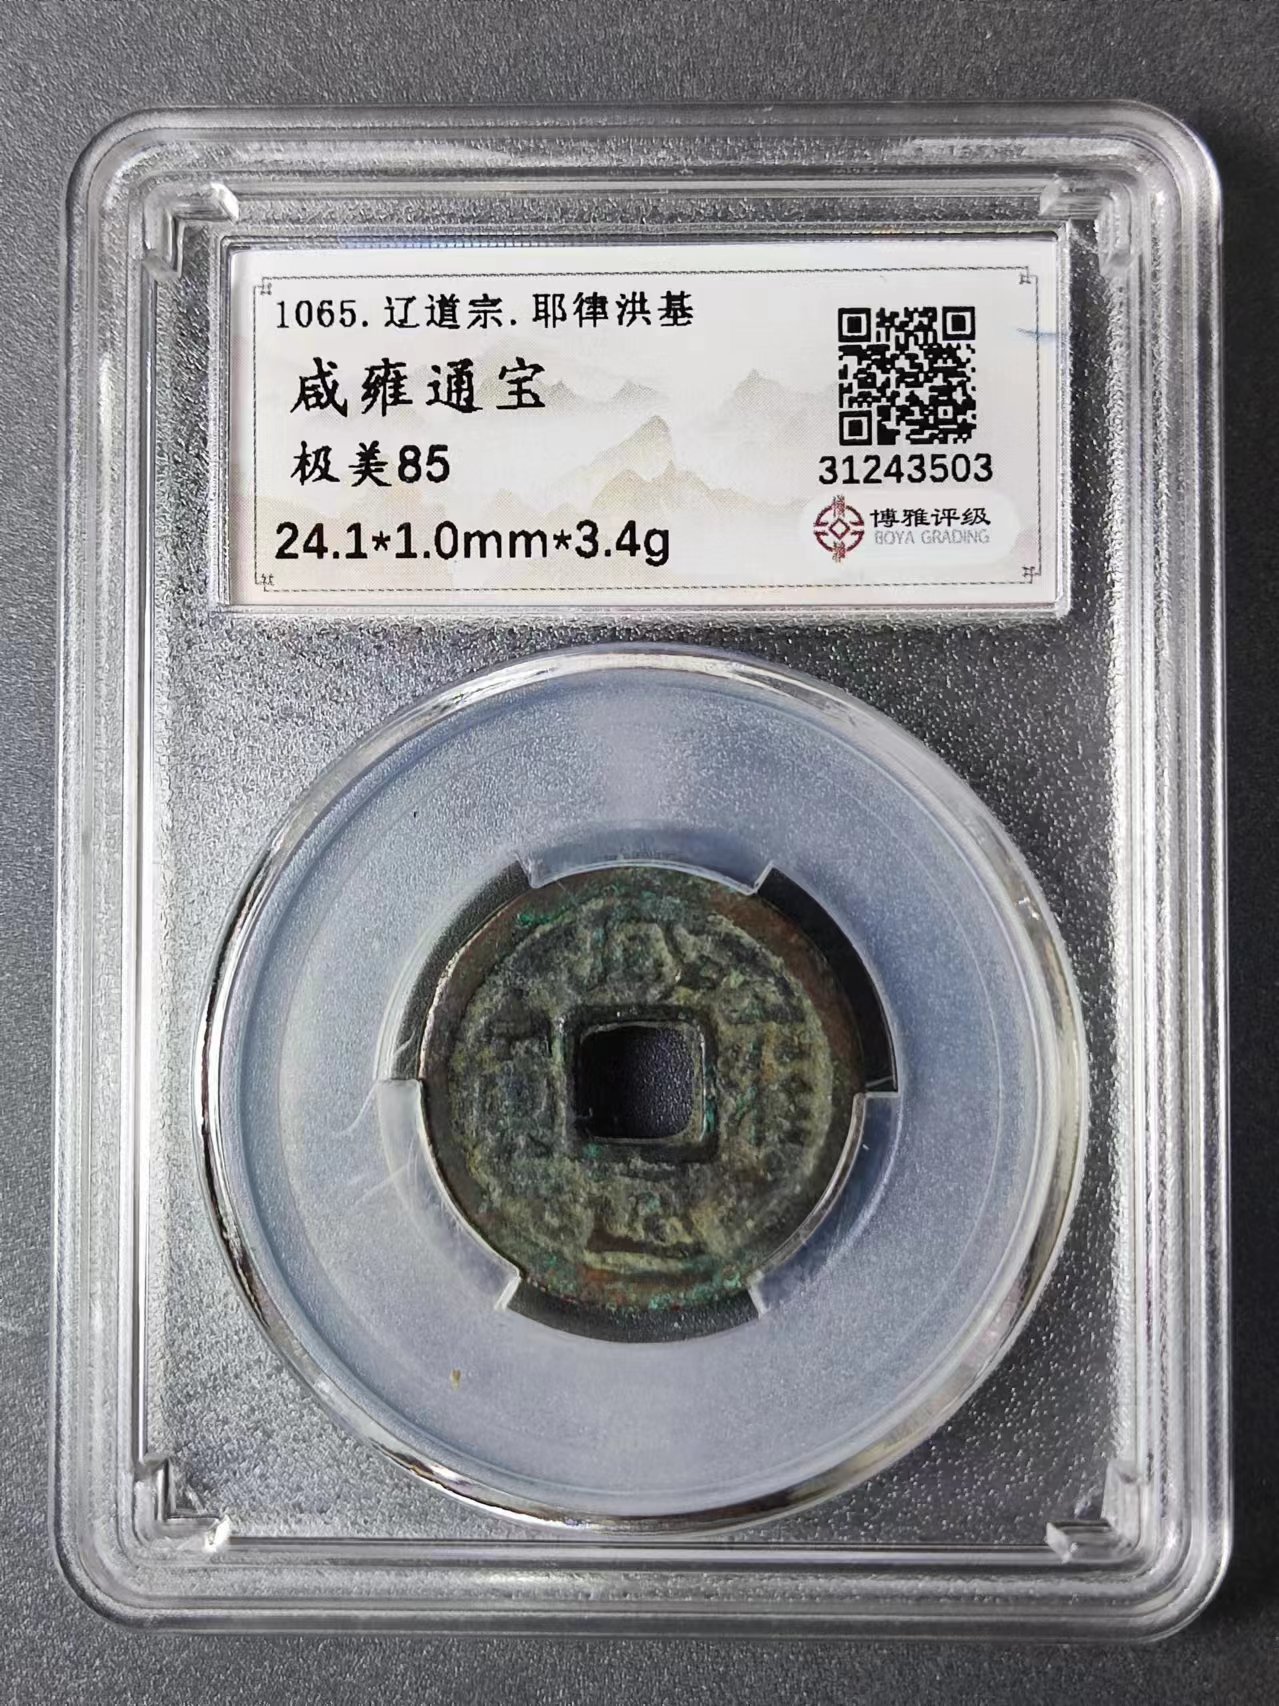 1065.辽道宗.耶律洪基
咸雍通宝
极美85
24.1*1.0mm*3.4g
31243503
博雅评级
BOYA GRADING